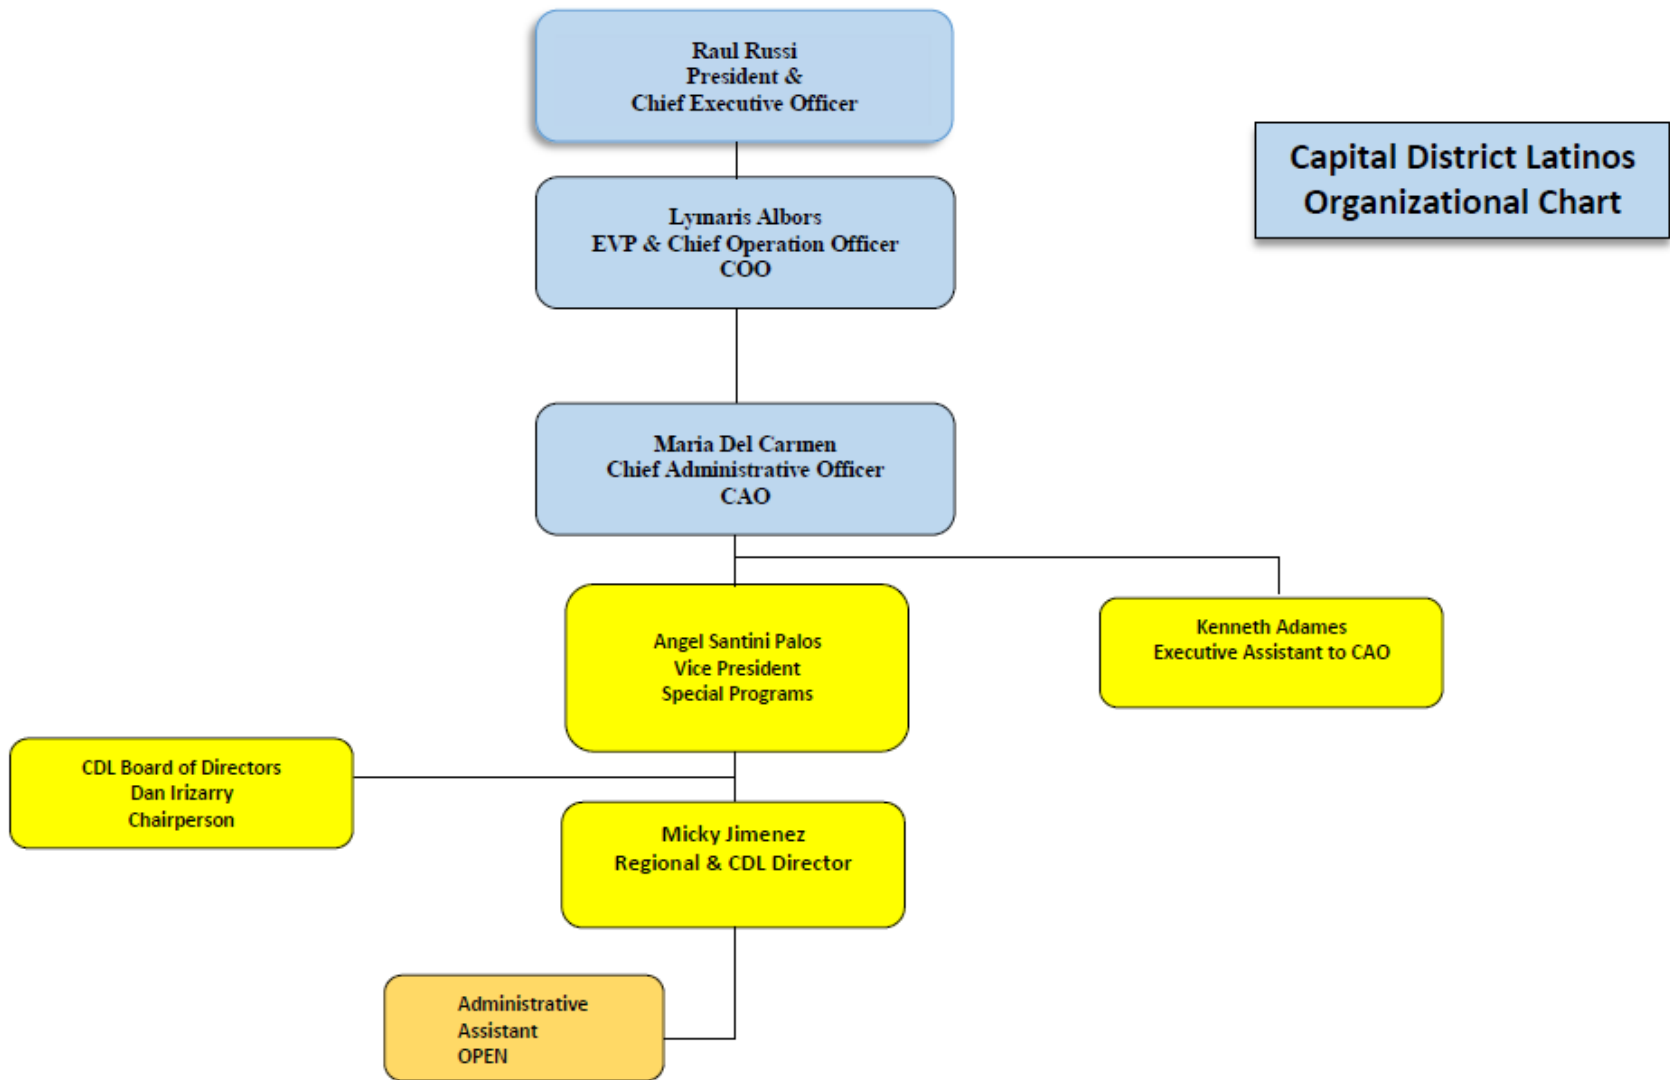 Raul Russi
President &
Chief Executive Officer
Capital District Latinos
Organizational Chart
Lymaris Albors
EVP & Chief Operation Officer
COO
Maria Del Carmen
Chief Administrative Officer
CAO
Angel Santini Palos
Vice President
Special Programs
Kenneth Adames
Executive Assistant to CAO
CDL Board of Directors
Dan Irizarry
Chairperson
Micky Jimenez
Regional & CDL Director
Administrative
Assistant
OPEN